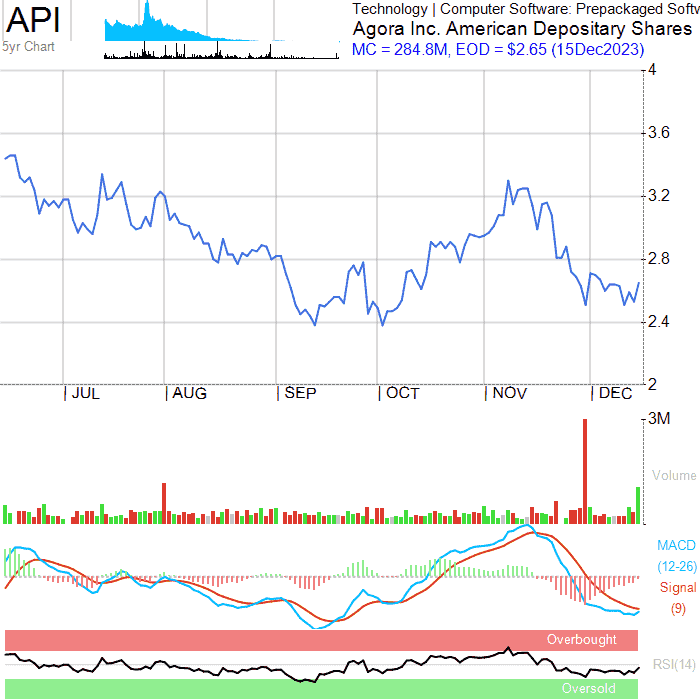 API
5yr Chart
Technology | Computer Software: Prepackaged Softw
Agora Inc. American Depositary Shares
MC = 284.8M, EOD = $2.65 (15Dec2023)
4
3.6
3.2
2.8
2.4
2
JUL
AUG
SEP
OCT
NOV
DEC
3M
Volume
MACD
(12-26)
Signal
(9)
Overbought
RSI(14)
Oversold